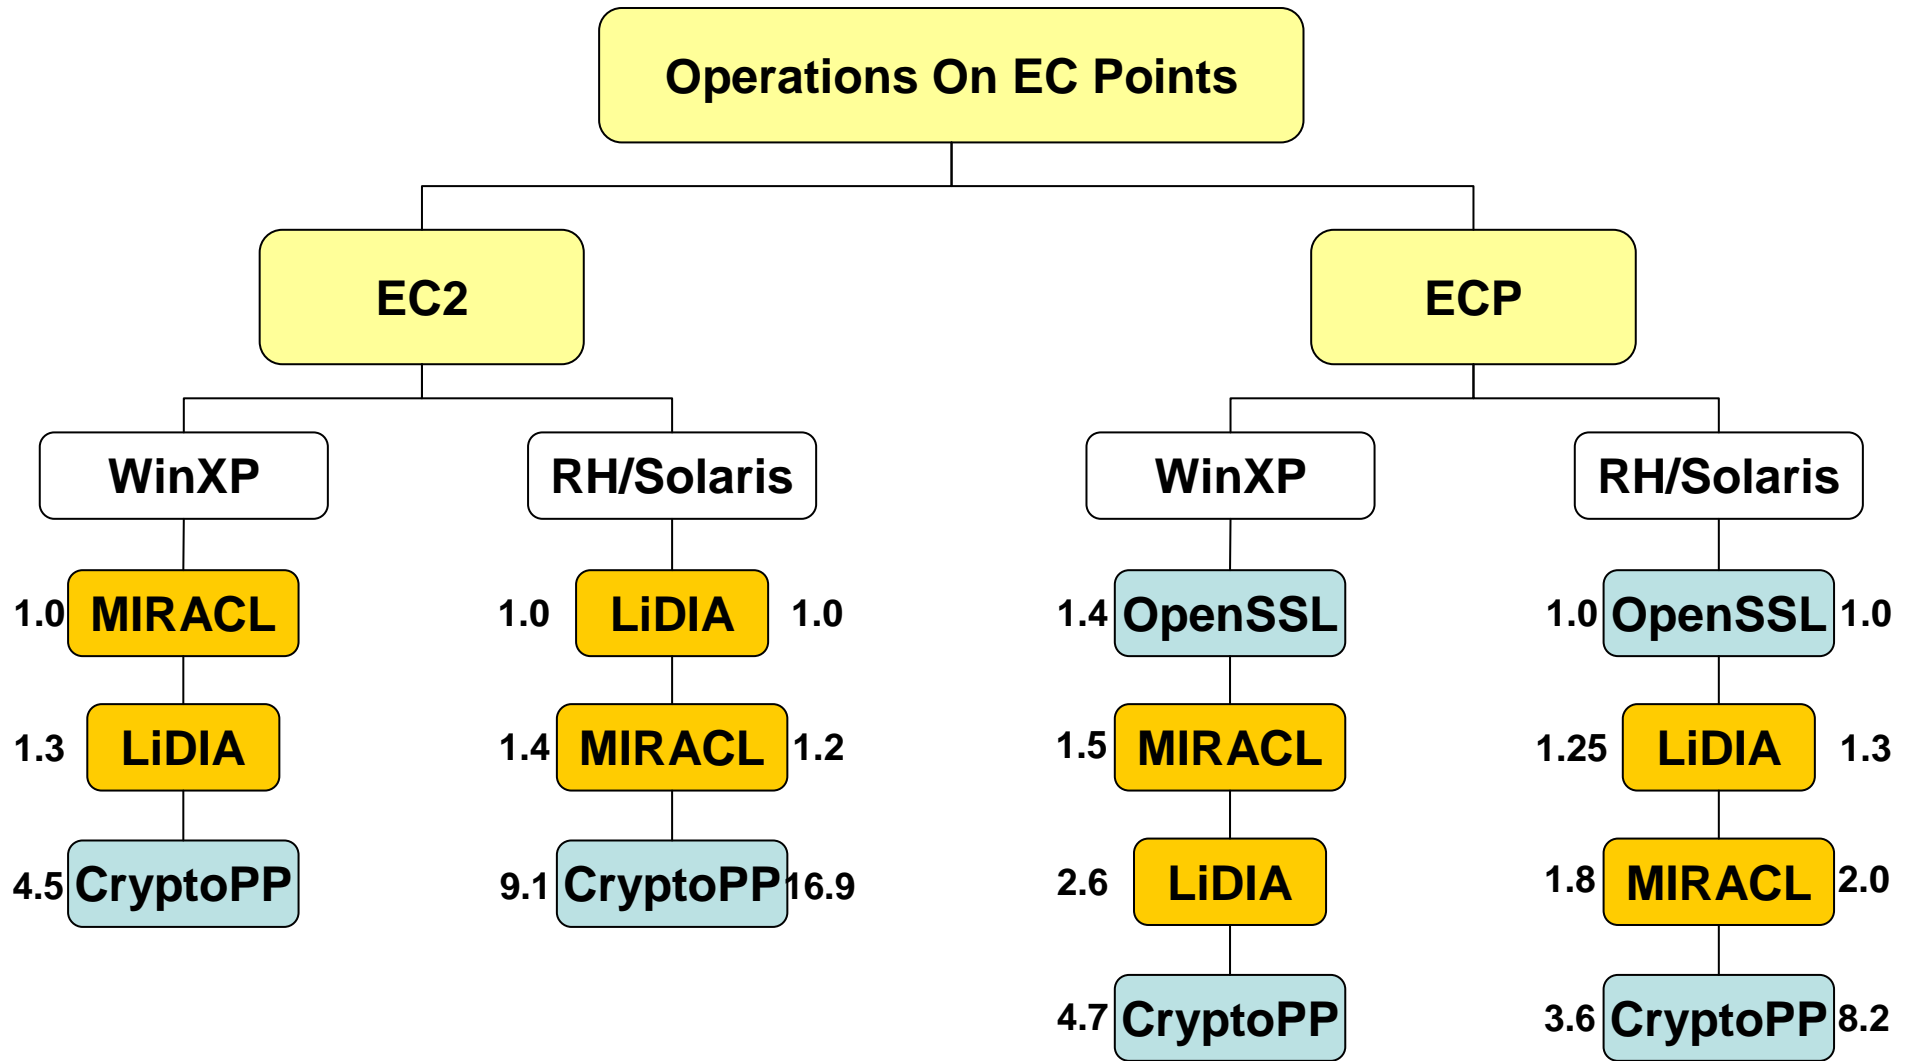 Operations On EC Points
EC2
ECP
WinXP
RH/Solaris
WinXP
RH/Solaris
1.0 MIRACL
1.0 LiDIA 1.0
1.4 OpenSSL
1.0 OpenSSL 1.0
1.3 LiDIA
1.4 MIRACL 1.2
1.5 MIRACL
1.25 LiDIA 1.3
4.5 CryptoPP
9.1 CryptoPP 16.9
2.6 LiDIA
1.8 MIRACL 2.0
4.7 CryptoPP
3.6 CryptoPP 8.2